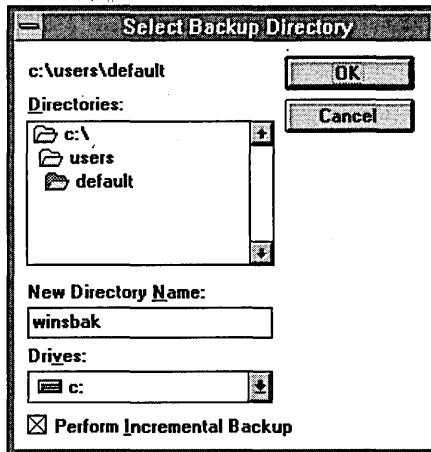 Select Backup Directory
c:\users\default
OK
Directories:
Cancel
c:\
users
default
New Directory Name:
winsbak
Drives:
c:
Perform Incremental Backup